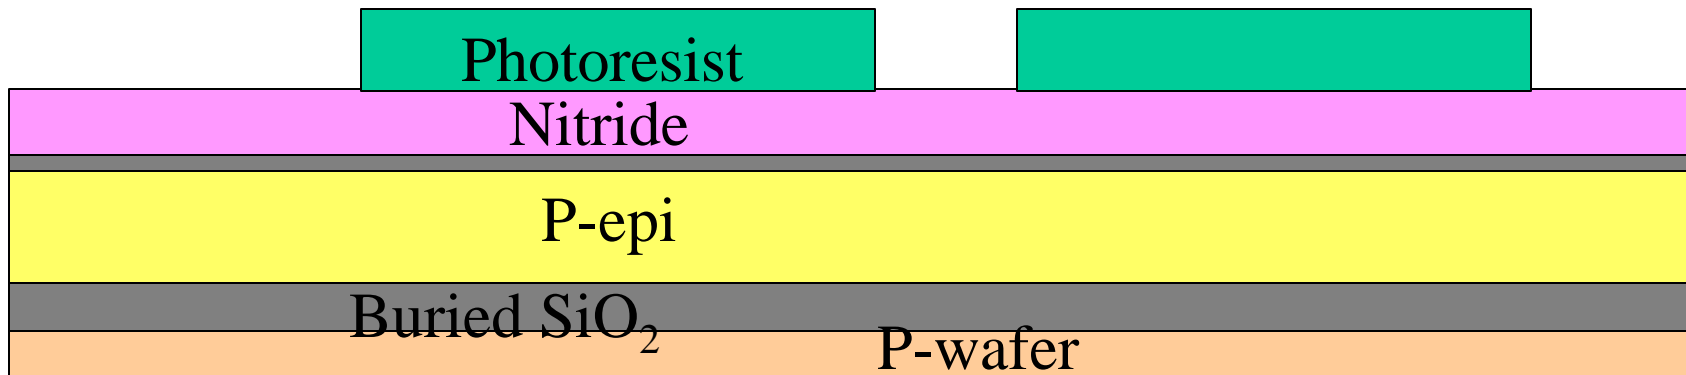 Photoresist
Nitride
P-epi
Buried SiO₂
P-wafer